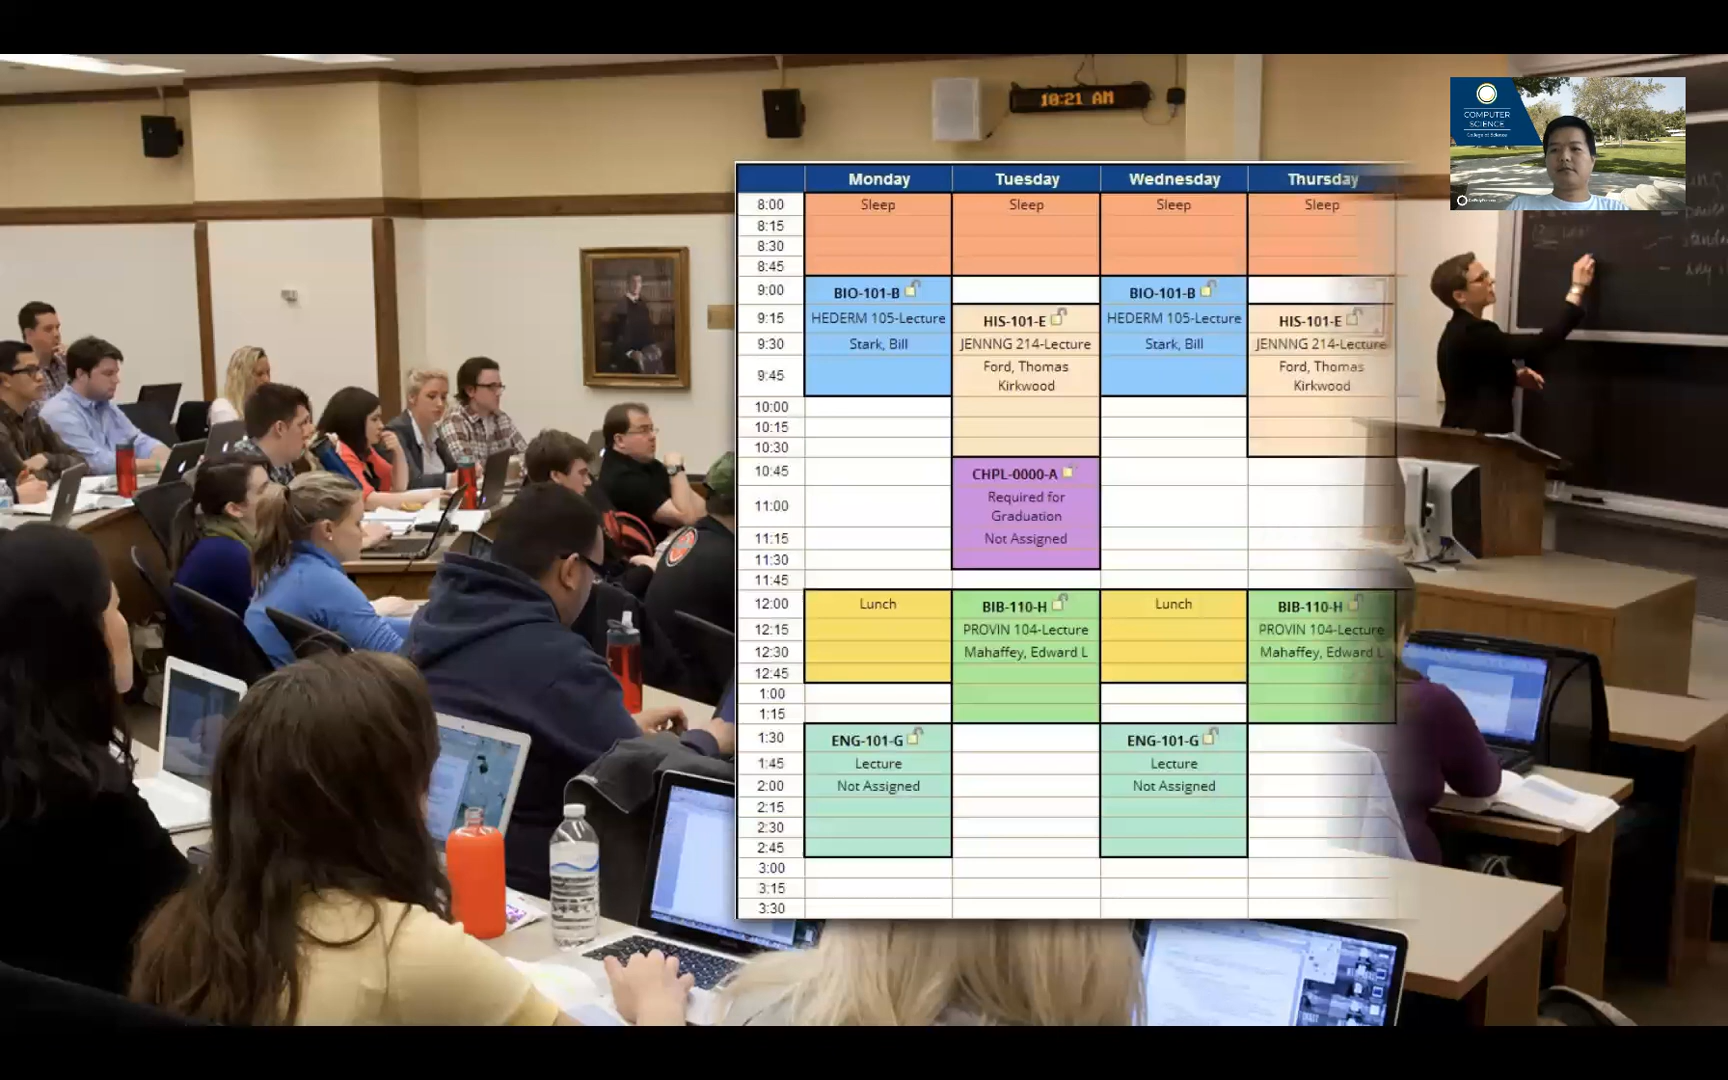 10:21 AM
COMPUTER
SCIENCE
College of Science
Monday Tuesday Wednesday Thursday
8:00 Sleep Sleep Sleep Sleep
8:15
8:30
8:45
9:00 BIO-101-B BIO-101-B
9:15 HEDERM 105-Lecture HIS-101-E HEDERM 105-Lecture HIS-101-E
9:30 Stark, Bill JENNNG 214-Lecture Stark, Bill JENNNG 214-Lecture
9:45 Ford, Thomas Kirkwood Ford, Thomas Kirkwood
10:00
10:15
10:30
10:45 CHPL-0000-A
11:00 Required for Graduation
11:15 Not Assigned
11:30
11:45
12:00 Lunch BIB-110-H Lunch BIB-110-H
12:15 PROVIN 104-Lecture PROVIN 104-Lecture
12:30 Mahaffey, Edward L Mahaffey, Edward L
12:45
1:00
1:15
1:30 ENG-101-G ENG-101-G
1:45 Lecture Lecture
2:00 Not Assigned Not Assigned
2:15
2:30
2:45
3:00
3:15
3:30